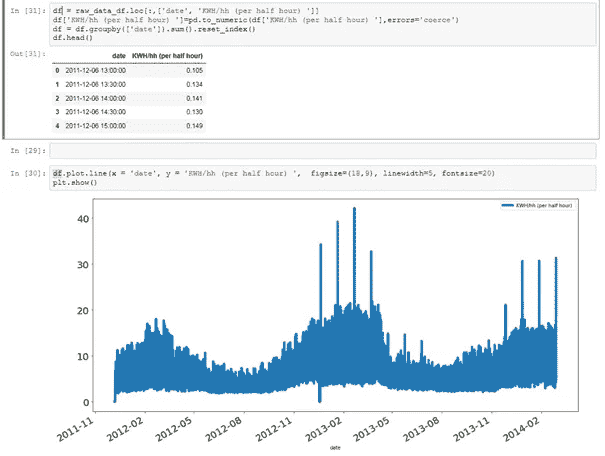 In [31]: df = raw_data_df.loc[:,['date', 'KWH/hh (per half hour) ']]
df['KWH/hh (per half hour) ']=pd.to_numeric(df['KWH/hh (per half hour) '],errors='coerce')
df = df.groupby(['date']).sum().reset_index()
df.head()
Out[31]:
date KWH/hh (per half hour)
0 2011-12-06 13:00:00 0.105
1 2011-12-06 13:30:00 0.134
2 2011-12-06 14:00:00 0.141
3 2011-12-06 14:30:00 0.130
4 2011-12-06 15:00:00 0.149
In [29]:
In [30]: df.plot.line(x = 'date', y = 'KWH/hh (per half hour) ', figsize=(18,9), linewidth=5, fontsize=20)
plt.show()
KWH/hh (per half hour)
40
30
20
10
0
2011-11 2012-02 2012-05 2012-08 2012-11 2013-02 2013-05 2013-08 2013-11 2014-02
date